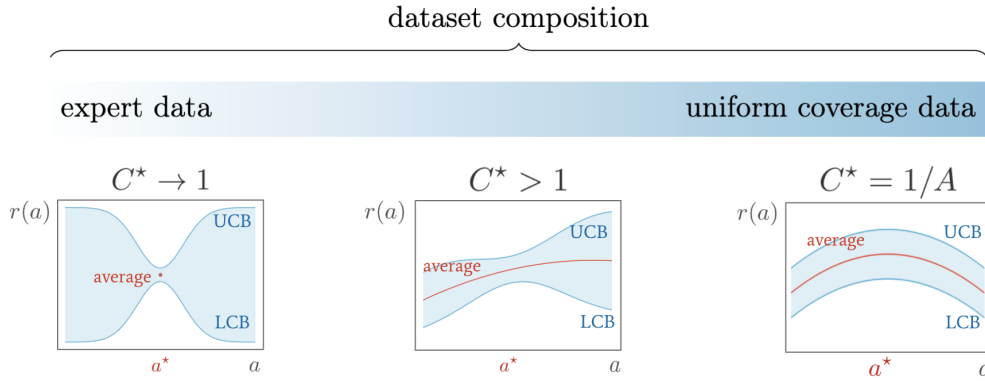 dataset composition
expert data
uniform coverage data
C⋆ → 1
C⋆ > 1
C⋆ = 1/A
r(a)
UCB
average
LCB
a⋆
a
r(a)
UCB
average
LCB
a⋆
a
r(a)
UCB
average
LCB
a⋆
a